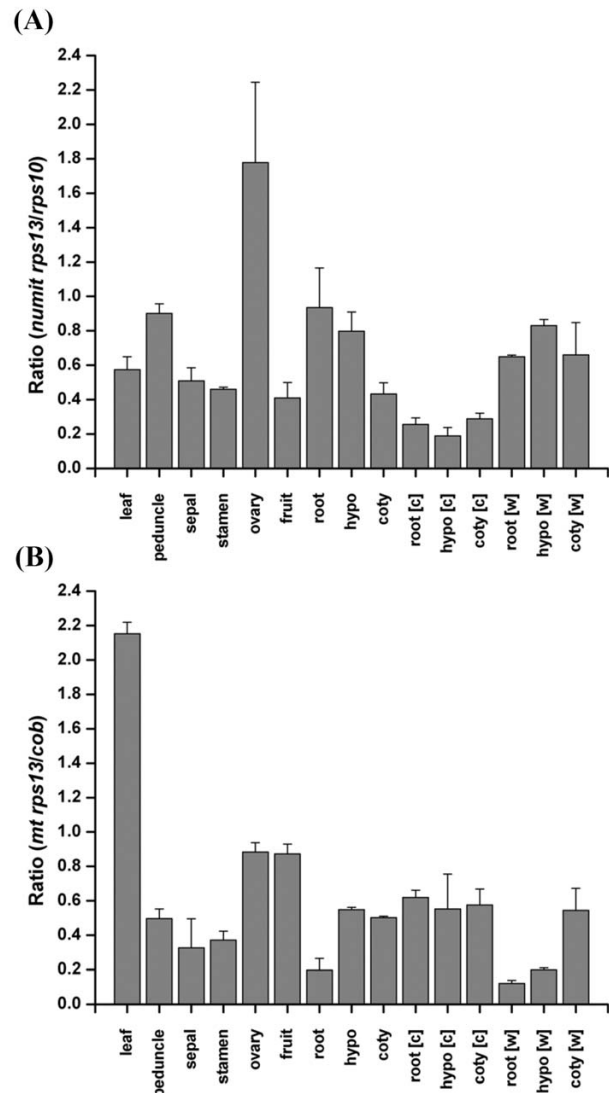 (A)
2.4
2.2
2.0
1.8
1.6
1.4
1.2
1.0
0.8
0.6
0.4
0.2
0.0
Ratio (numit rps13/rps10)
leaf
peduncle
sepal
stamen
ovary
fruit
root
hypo
coty
root [c]
hypo [c]
coty [c]
root [w]
hypo [w]
coty [w]
(B)
2.4
2.2
2.0
1.8
1.6
1.4
1.2
1.0
0.8
0.6
0.4
0.2
0.0
Ratio (mt rps13/cob)
leaf
peduncle
sepal
stamen
ovary
fruit
root
hypo
coty
root [c]
hypo [c]
coty [c]
root [w]
hypo [w]
coty [w]